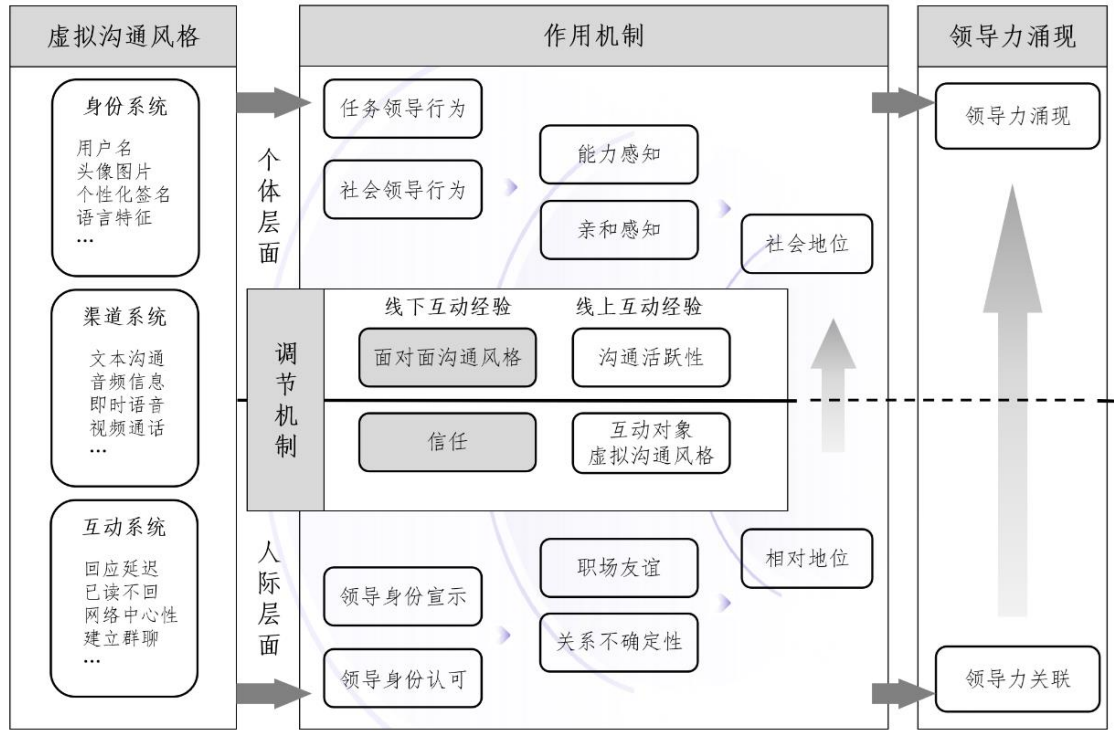 虚拟沟通风格
身份系统
用户名
头像图片
个性化签名
语言特征
...
渠道系统
文本沟通
音频信息
即时语音
视频通话
...
互动系统
回应延迟
已读不回
网络中心性
建立群聊
...
作用机制
个体层面
任务领导行为
社会领导行为
能力感知
亲和感知
社会地位
调节机制
线下互动经验
线上互动经验
面对面沟通风格
沟通活跃性
信任
互动对象
虚拟沟通风格
人际层面
领导身份宣示
领导身份认可
职场友谊
关系不确定性
相对地位
领导力涌现
领导力涌现
领导力关联